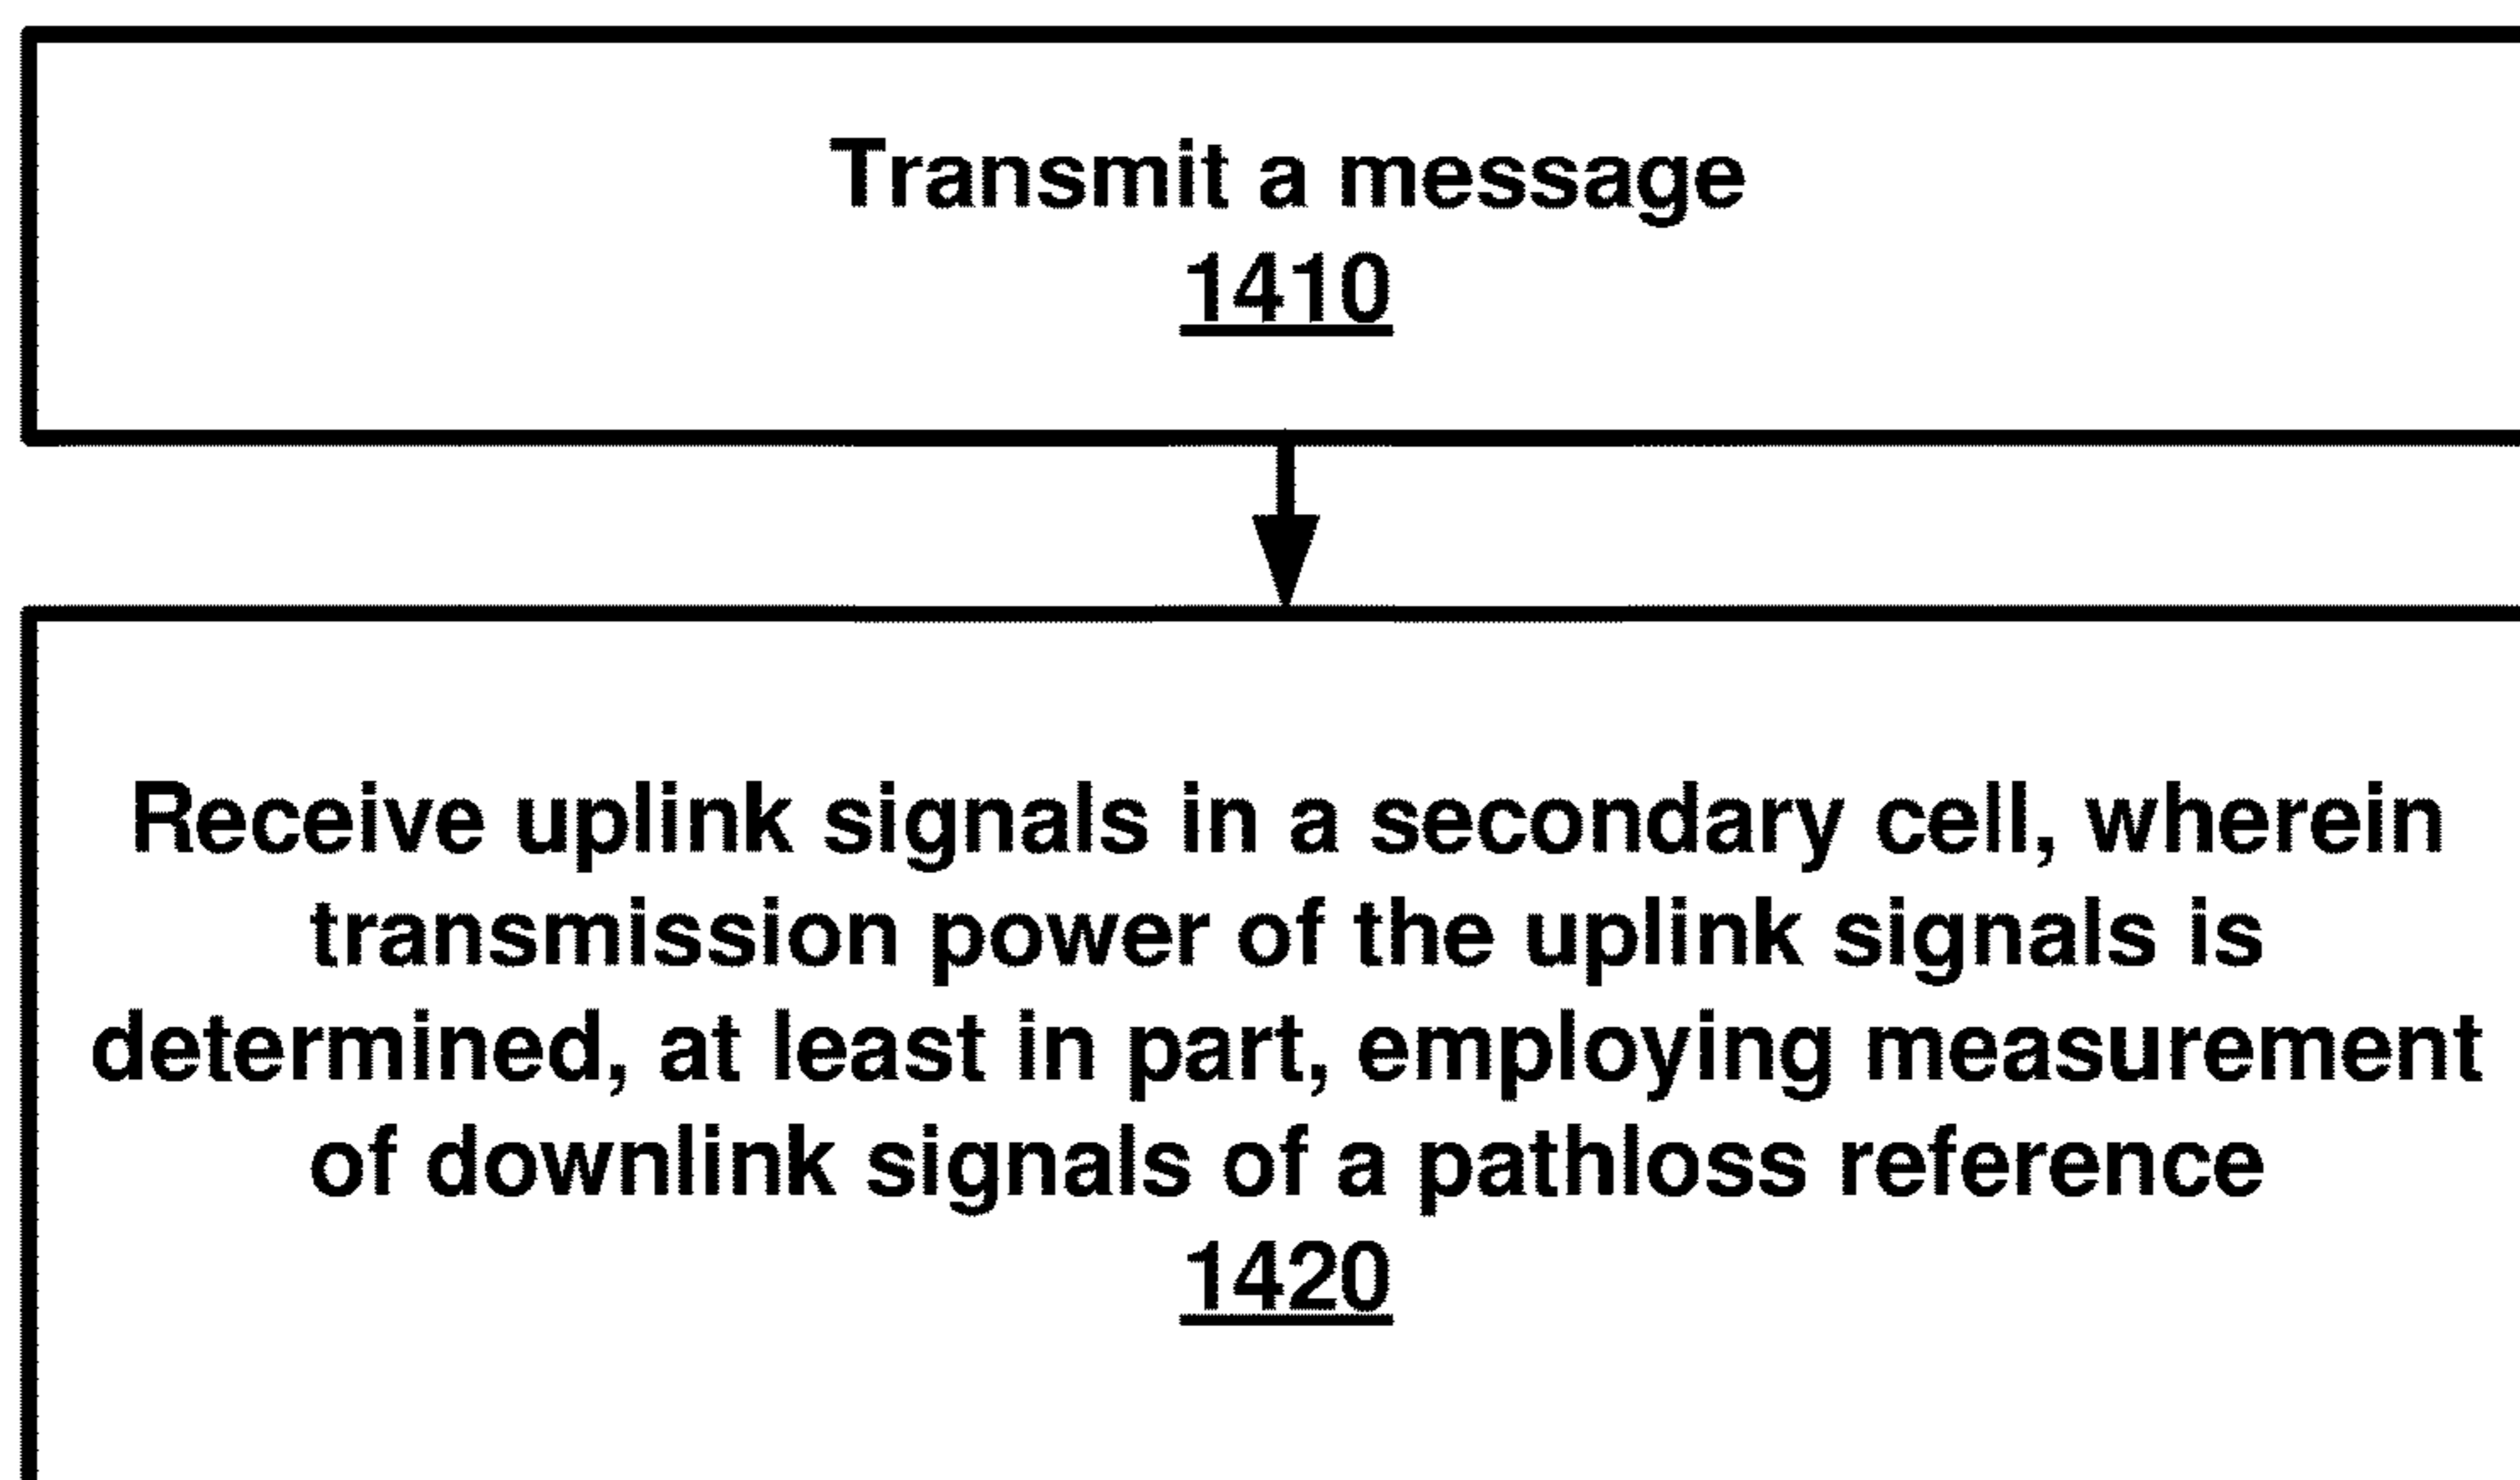 Transmit a message
1410
Receive uplink signals in a secondary cell, wherein
transmission power of the uplink signals is
determined, at least in part, employing measurement
of downlink signals of a pathloss reference
1420